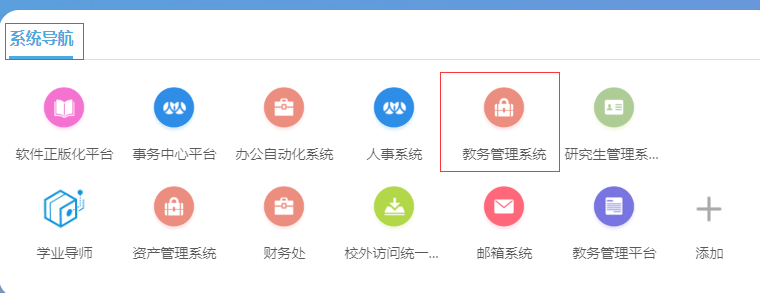 系统导航
软件正版化平台 事务中心平台 办公自动化系统 人事系统 教务管理系统 研究生管理系...
学业导师 资产管理系统 财务处 校外访问统一... 邮箱系统 教务管理平台 添加